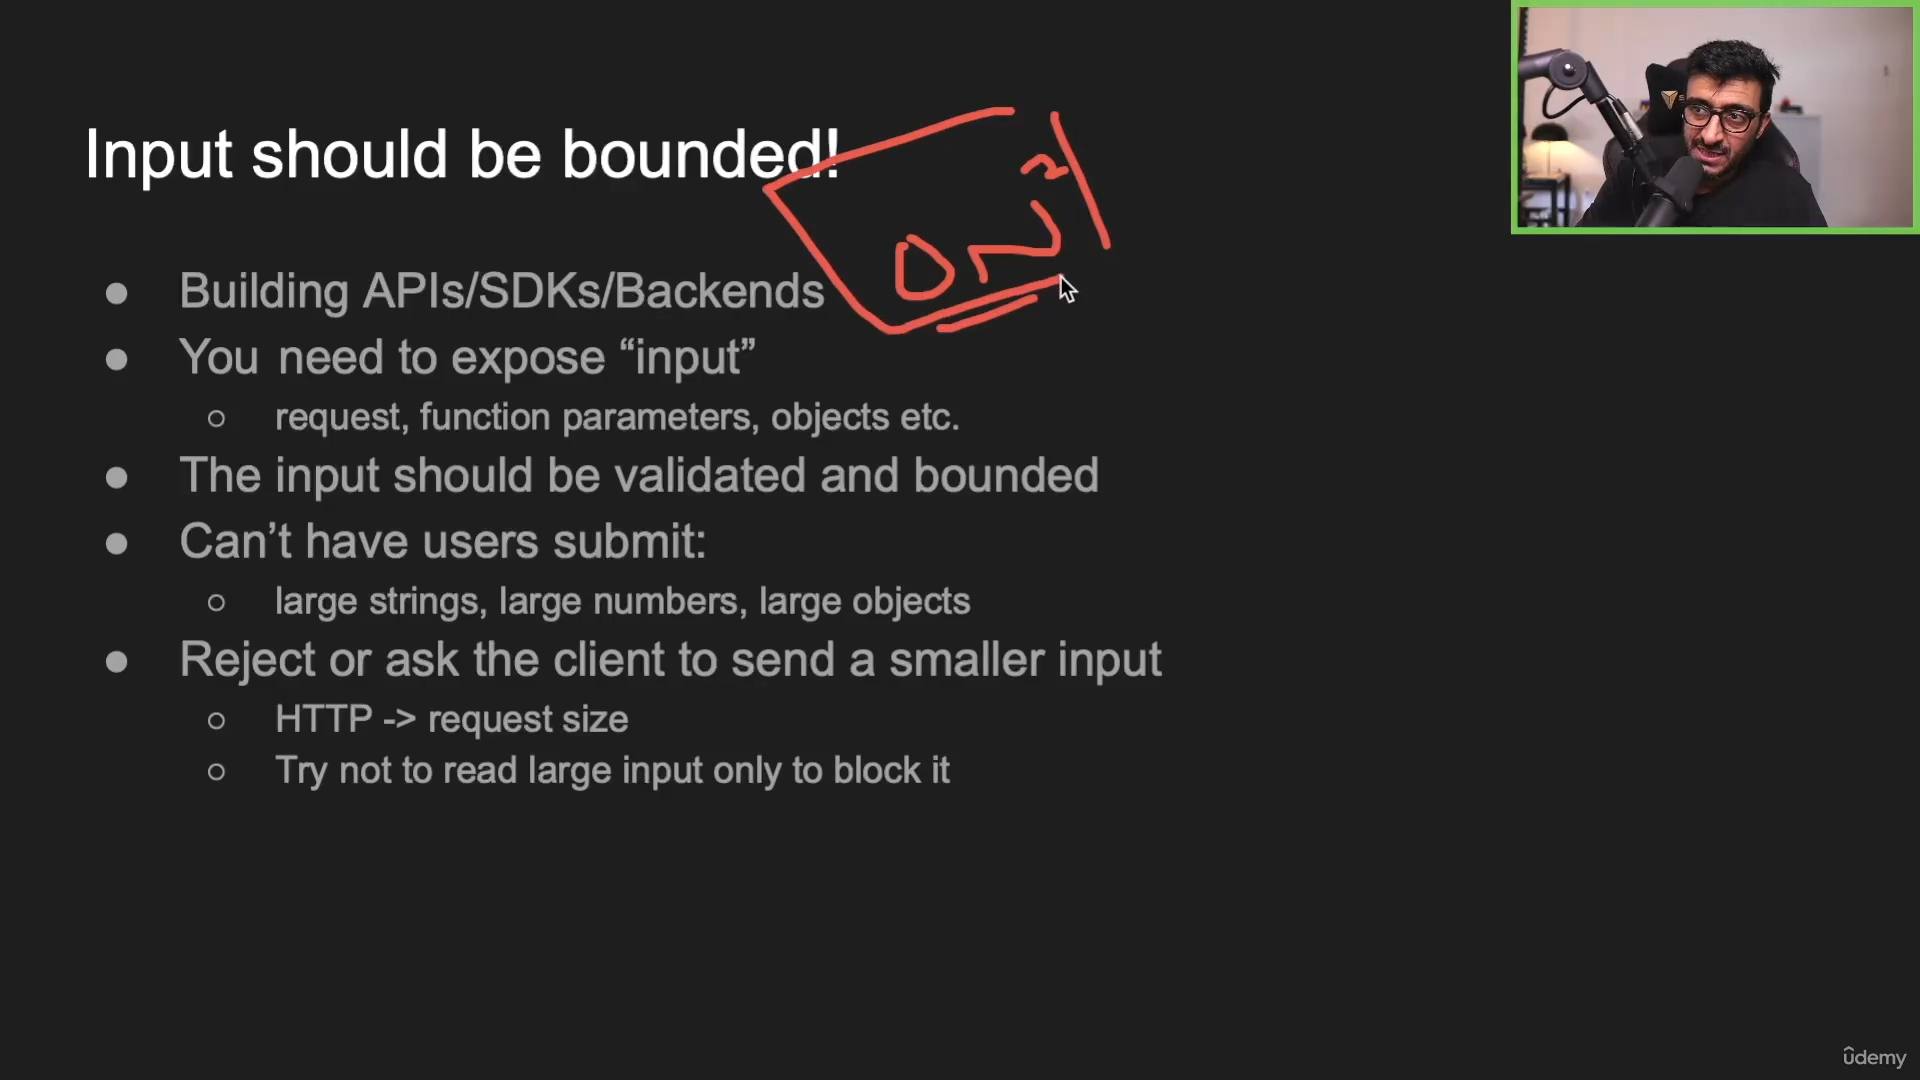 Input should be bounded!
ON²
● Building APIs/SDKs/Backends
● You need to expose “input”
○ request, function parameters, objects etc.
● The input should be validated and bounded
● Can’t have users submit:
○ large strings, large numbers, large objects
● Reject or ask the client to send a smaller input
○ HTTP -> request size
○ Try not to read large input only to block it
ûdemy